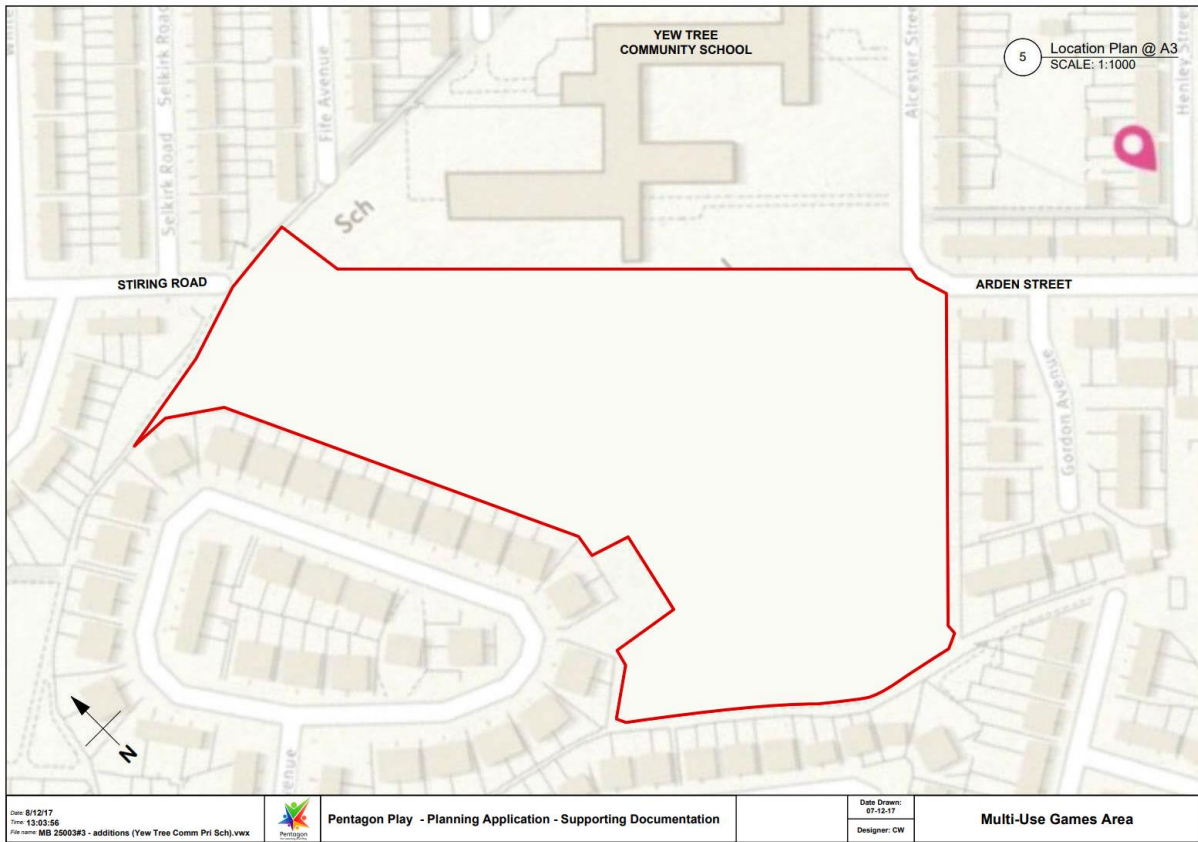 YEW TREE
COMMUNITY SCHOOL
5
Location Plan @ A3
SCALE: 1:1000
Selkirk Road
Selkirk Road
Fife Avenue
Alcester Stree
Henley Stree
Sch
STIRING ROAD
ARDEN STREET
Gordon Avenue
enue
N
Date: 8/12/17
Time: 13:03:56
File name: MB 25003#3 - additions (Yew Tree Comm Pri Sch).vwx
Pentagon
Pentagon Play - Planning Application - Supporting Documentation
Date Drawn:
07-12-17
Designer: CW
Multi-Use Games Area